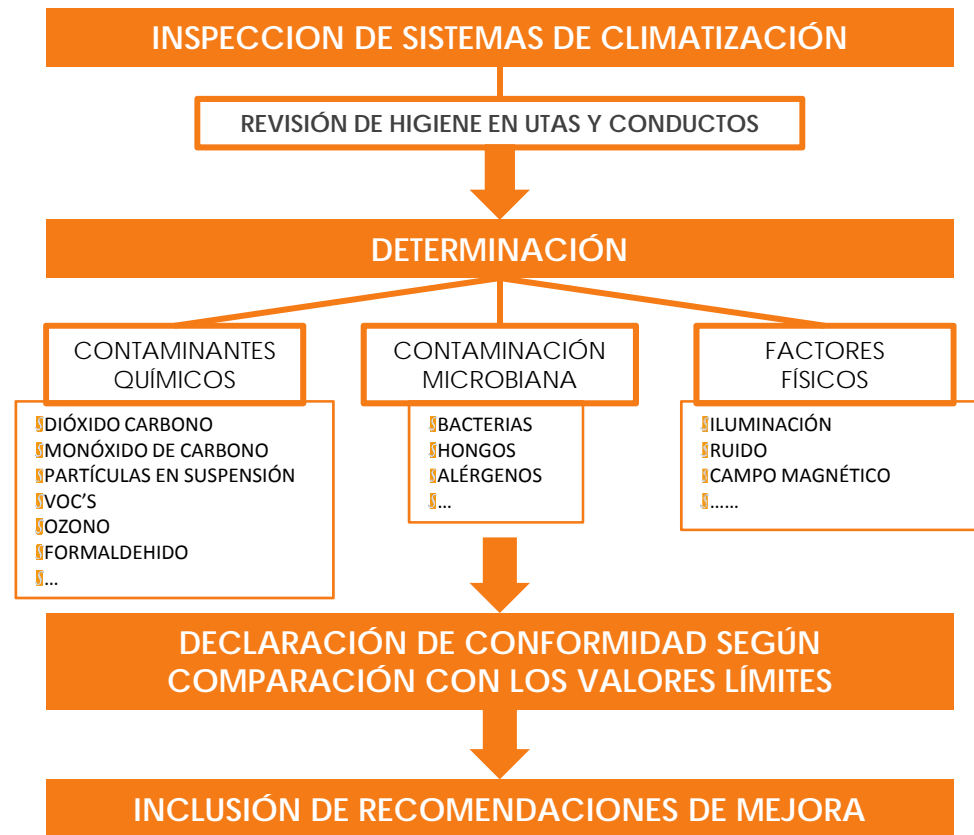 INSPECCION DE SISTEMAS DE CLIMATIZACIÓN
REVISIÓN DE HIGIENE EN UTAS Y CONDUCTOS
DETERMINACIÓN
CONTAMINANTES
QUÍMICOS
DIÓXIDO CARBONO
MONÓXIDO DE CARBONO
PARTÍCULAS EN SUSPENSIÓN
VOC’S
OZONO
FORMALDEHIDO
...
CONTAMINACIÓN
MICROBIANA
BACTERIAS
HONGOS
ALÉRGENOS
...
FACTORES
FÍSICOS
ILUMINACIÓN
RUIDO
CAMPO MAGNÉTICO
......
DECLARACIÓN DE CONFORMIDAD SEGÚN
COMPARACIÓN CON LOS VALORES LÍMITES
INCLUSIÓN DE RECOMENDACIONES DE MEJORA